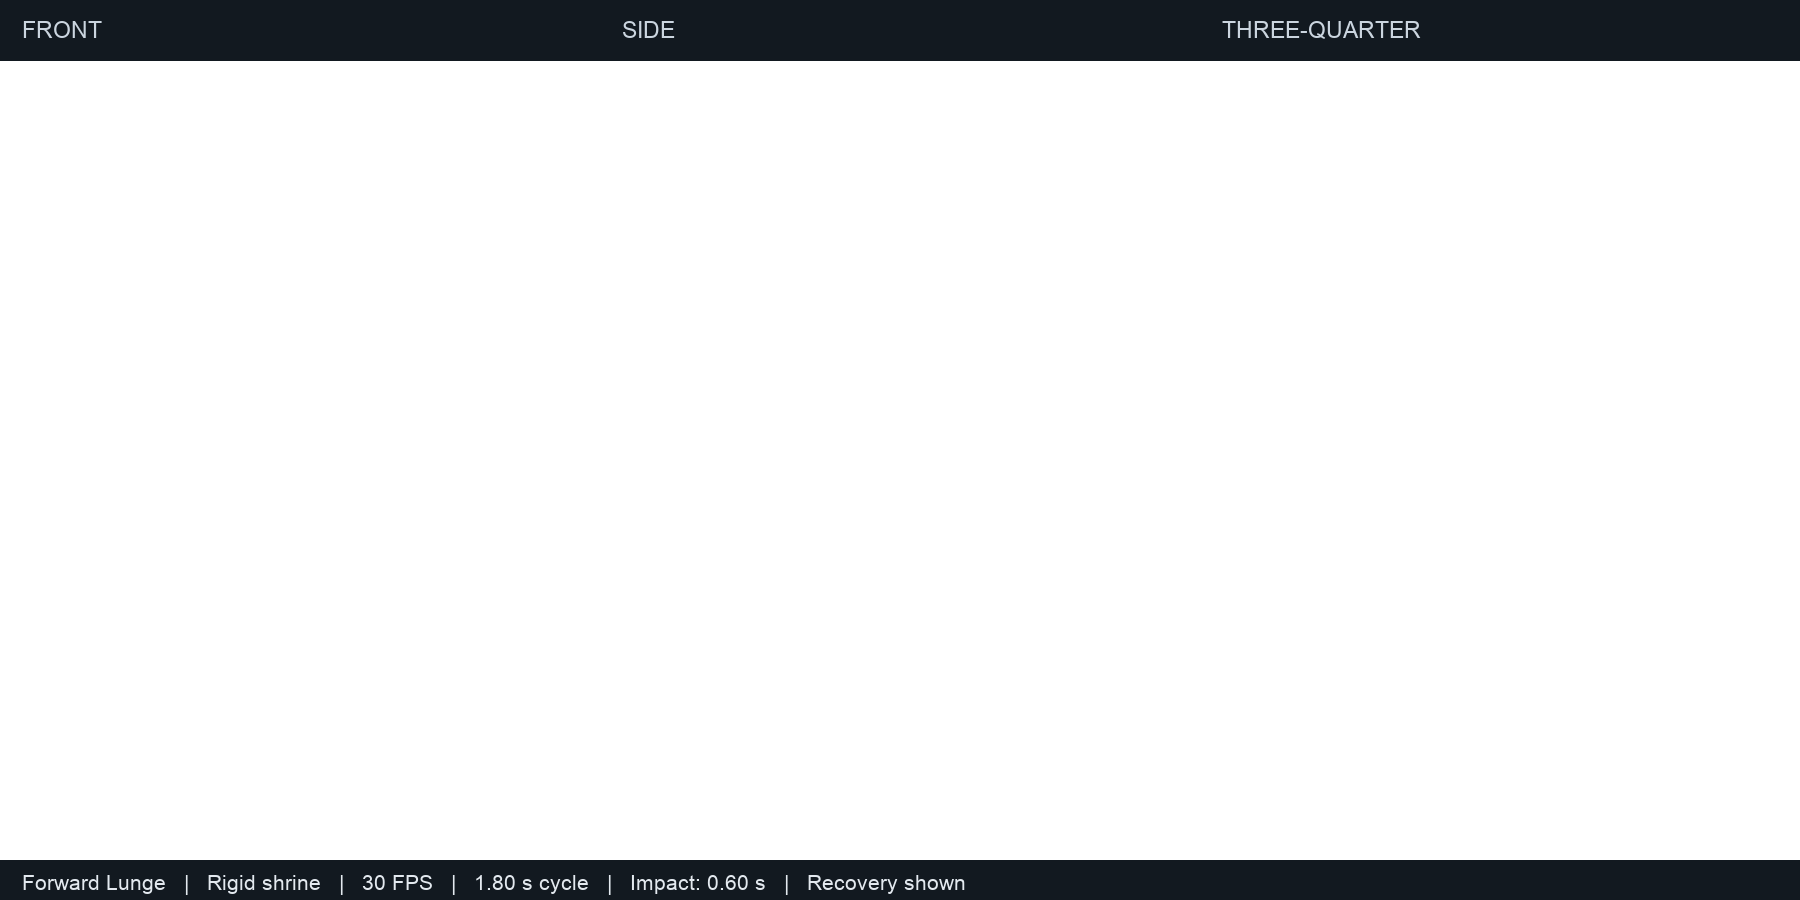 FRONT SIDE THREE-QUARTER
Forward Lunge | Rigid shrine | 30 FPS | 1.80 s cycle | Impact: 0.60 s | Recovery shown